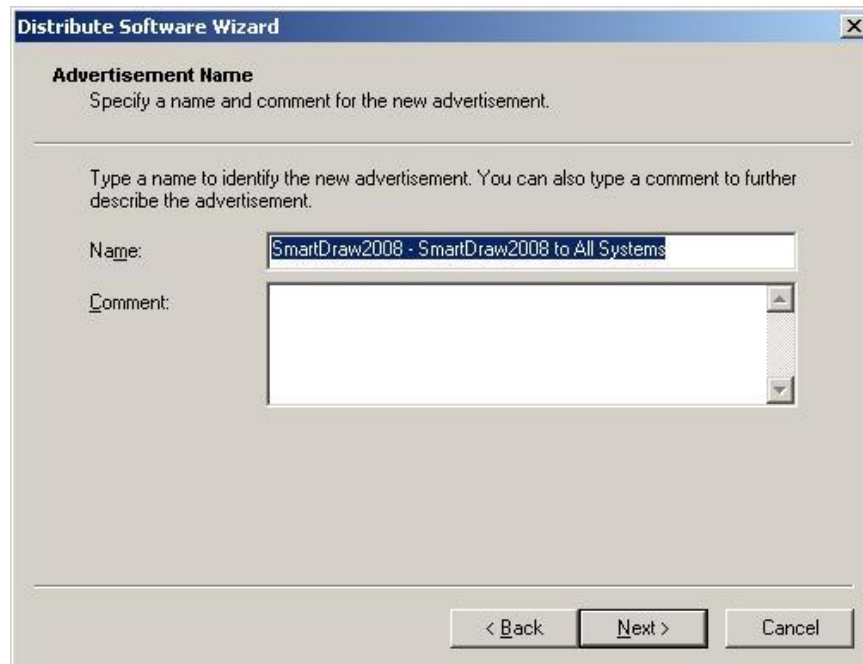 Distribute Software Wizard
Advertisement Name
Specify a name and comment for the new advertisement.
Type a name to identify the new advertisement. You can also type a comment to further
describe the advertisement.
Name:
SmartDraw2008 - SmartDraw2008 to All Systems
Comment:
< Back
Next >
Cancel